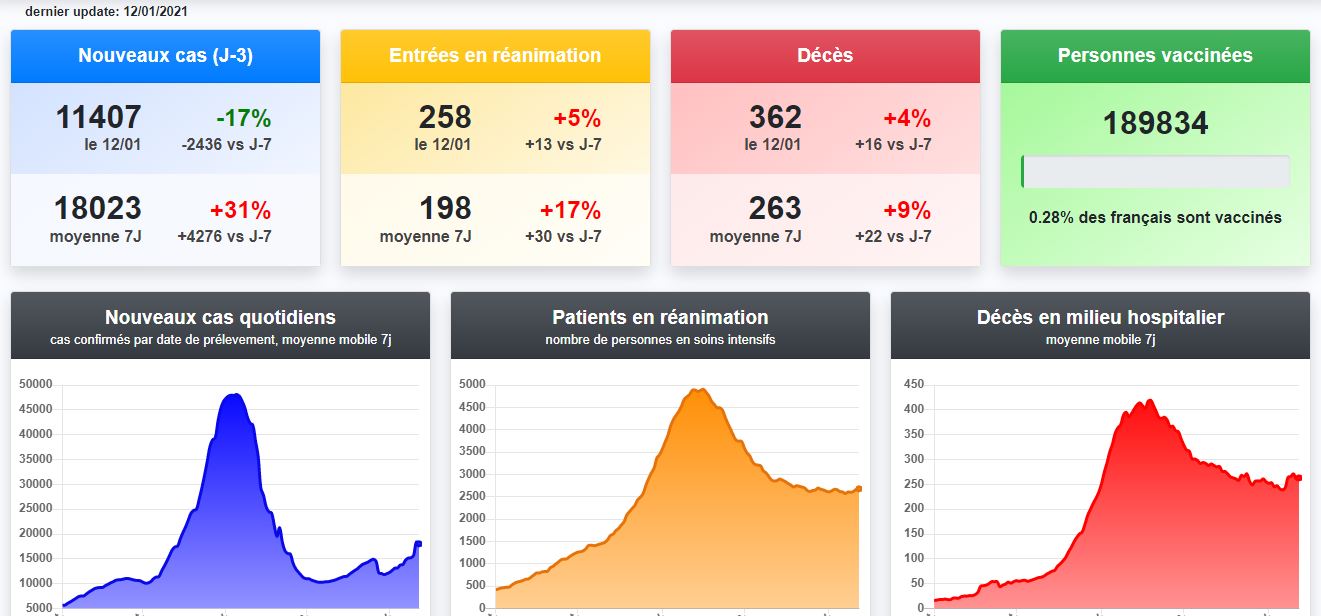 dernier update: 12/01/2021
Nouveaux cas (J-3)
11407 -17%
le 12/01 -2436 vs J-7
18023 +31%
moyenne 7J +4276 vs J-7
Entrées en réanimation
258 +5%
le 12/01 +13 vs J-7
198 +17%
moyenne 7J +30 vs J-7
Décès
362 +4%
le 12/01 +16 vs J-7
263 +9%
moyenne 7J +22 vs J-7
Personnes vaccinées
189834
0.28% des français sont vaccinés
Nouveaux cas quotidiens
cas confirmés par date de prélevement, moyenne mobile 7j
50000
45000
40000
35000
30000
25000
20000
15000
10000
5000
Patients en réanimation
nombre de personnes en soins intensifs
5000
4500
4000
3500
3000
2500
2000
1500
1000
500
0
Décès en milieu hospitalier
moyenne mobile 7j
450
400
350
300
250
200
150
100
50
0